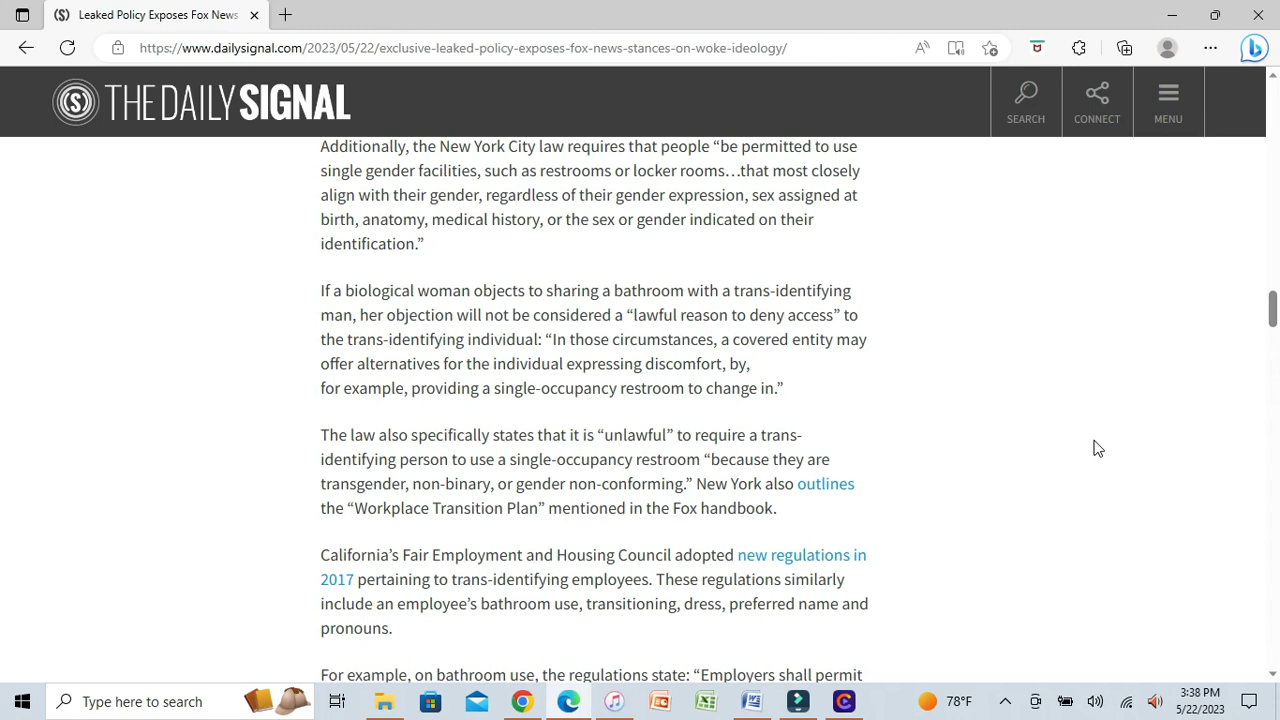 Leaked Policy Exposes Fox News
https://www.dailysignal.com/2023/05/22/exclusive-leaked-policy-exposes-fox-news-stances-on-woke-ideology/
THE DAILY SIGNAL
SEARCH
CONNECT
MENU
Additionally, the New York City law requires that people “be permitted to use
single gender facilities, such as restrooms or locker rooms…that most closely
align with their gender, regardless of their gender expression, sex assigned at
birth, anatomy, medical history, or the sex or gender indicated on their
identification.”
If a biological woman objects to sharing a bathroom with a trans-identifying
man, her objection will not be considered a “lawful reason to deny access” to
the trans-identifying individual: “In those circumstances, a covered entity may
offer alternatives for the individual expressing discomfort, by,
for example, providing a single-occupancy restroom to change in.”
The law also specifically states that it is “unlawful” to require a trans-
identifying person to use a single-occupancy restroom “because they are
transgender, non-binary, or gender non-conforming.” New York also outlines
the “Workplace Transition Plan” mentioned in the Fox handbook.
California’s Fair Employment and Housing Council adopted new regulations in
2017 pertaining to trans-identifying employees. These regulations similarly
include an employee’s bathroom use, transitioning, dress, preferred name and
pronouns.
For example, on bathroom use, the regulations state: “Employers shall permit
Type here to search
78°F
3:38 PM
5/22/2023